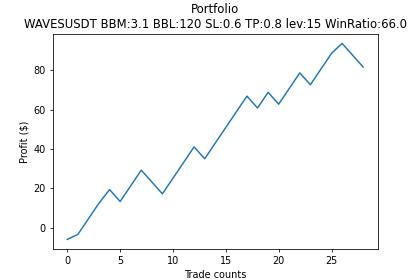 Portfolio
WAVESUSDT BBM:3.1 BBL:120 SL:0.6 TP:0.8 lev:15 WinRatio:66.0
80
60
40
20
0
Profit ($)
0 5 10 15 20 25
Trade counts